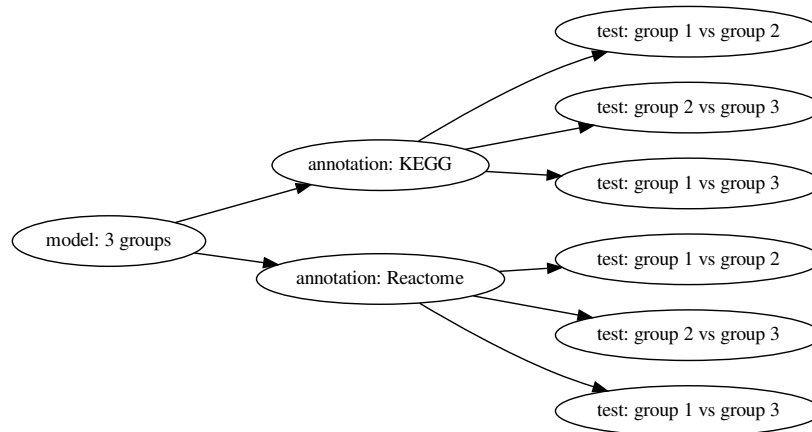 model: 3 groups
annotation: KEGG
test: group 1 vs group 2
test: group 2 vs group 3
test: group 1 vs group 3
annotation: Reactome
test: group 1 vs group 2
test: group 2 vs group 3
test: group 1 vs group 3